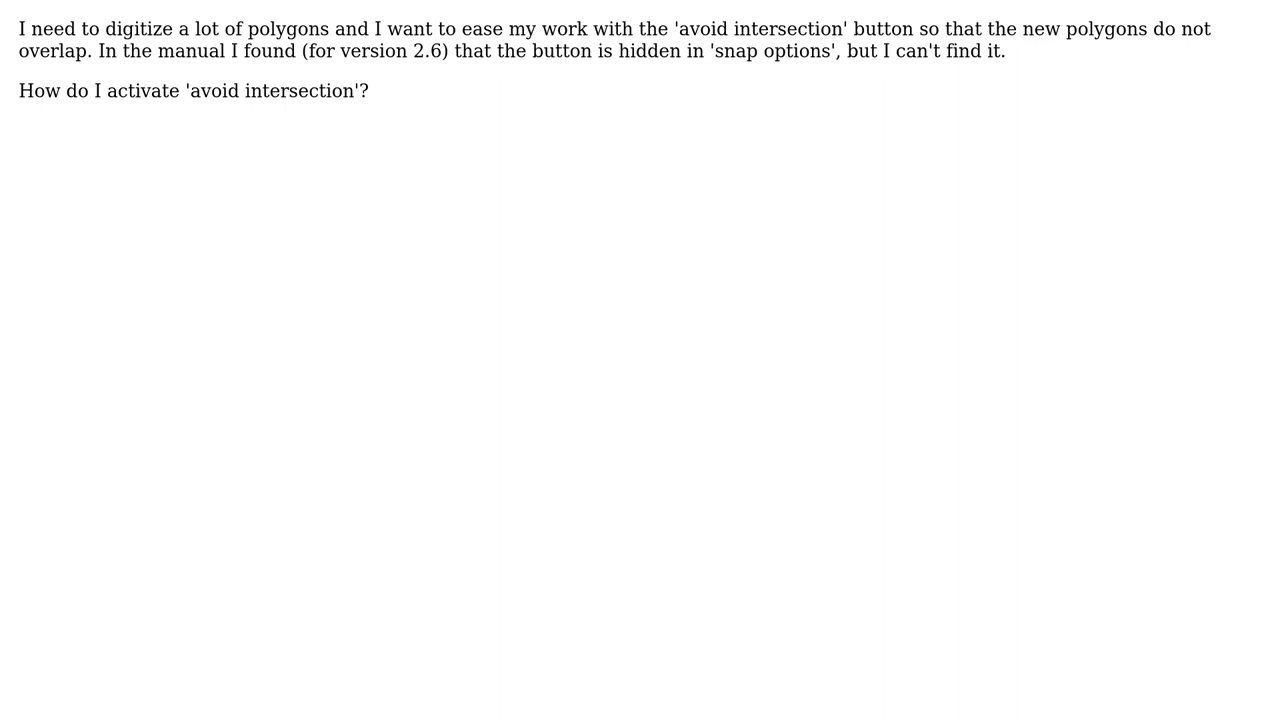 I need to digitize a lot of polygons and I want to ease my work with the 'avoid intersection' button so that the new polygons do not
overlap. In the manual I found (for version 2.6) that the button is hidden in 'snap options', but I can't find it.
How do I activate 'avoid intersection'?